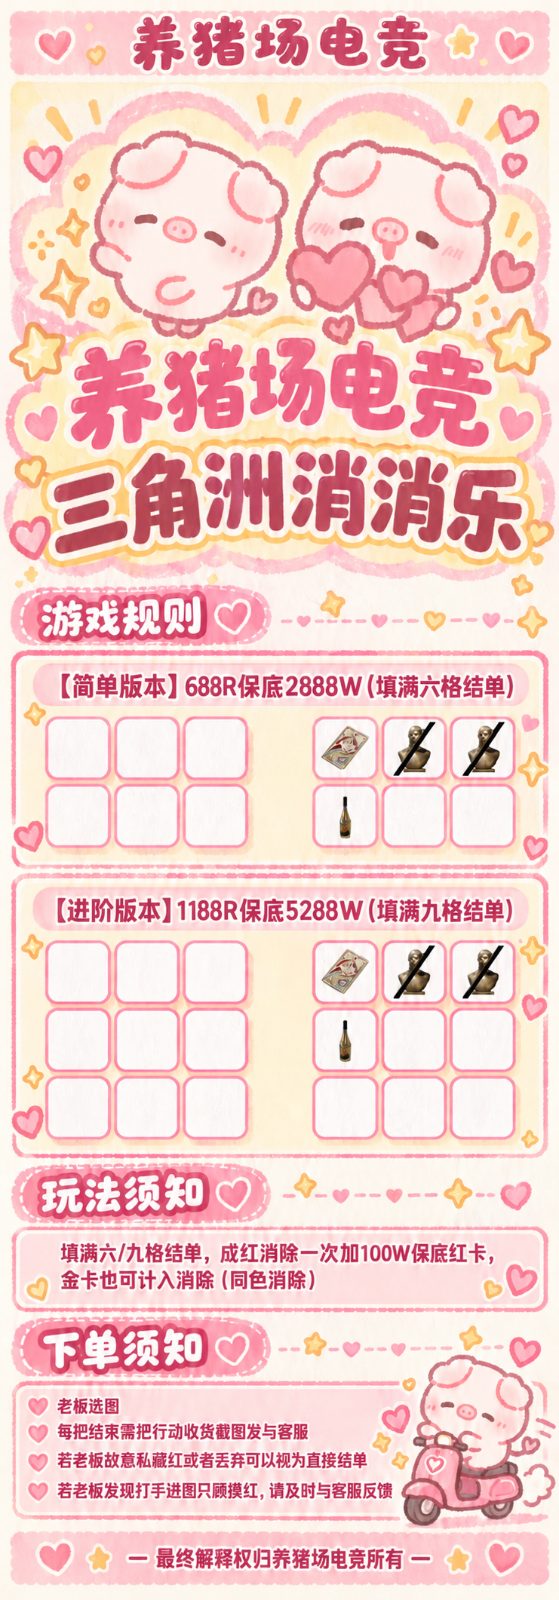 养猪场电竞
养猪场电竞
三角洲消消乐
游戏规则
【简单版本】688R保底2888W(填满六格结单)
【进阶版本】1188R保底5288W(填满九格结单)
玩法须知
填满六/九格结单，成红消除一次加100W保底红卡，
金卡也可计入消除（同色消除）
下单须知
老板选图
每把结束需把行动收货截图发与客服
若老板故意私藏红或者丢弃可以视为直接结单
若老板发现打手进图只顾摸红，请及时与客服反馈
— 最终解释权归养猪场电竞所有 —